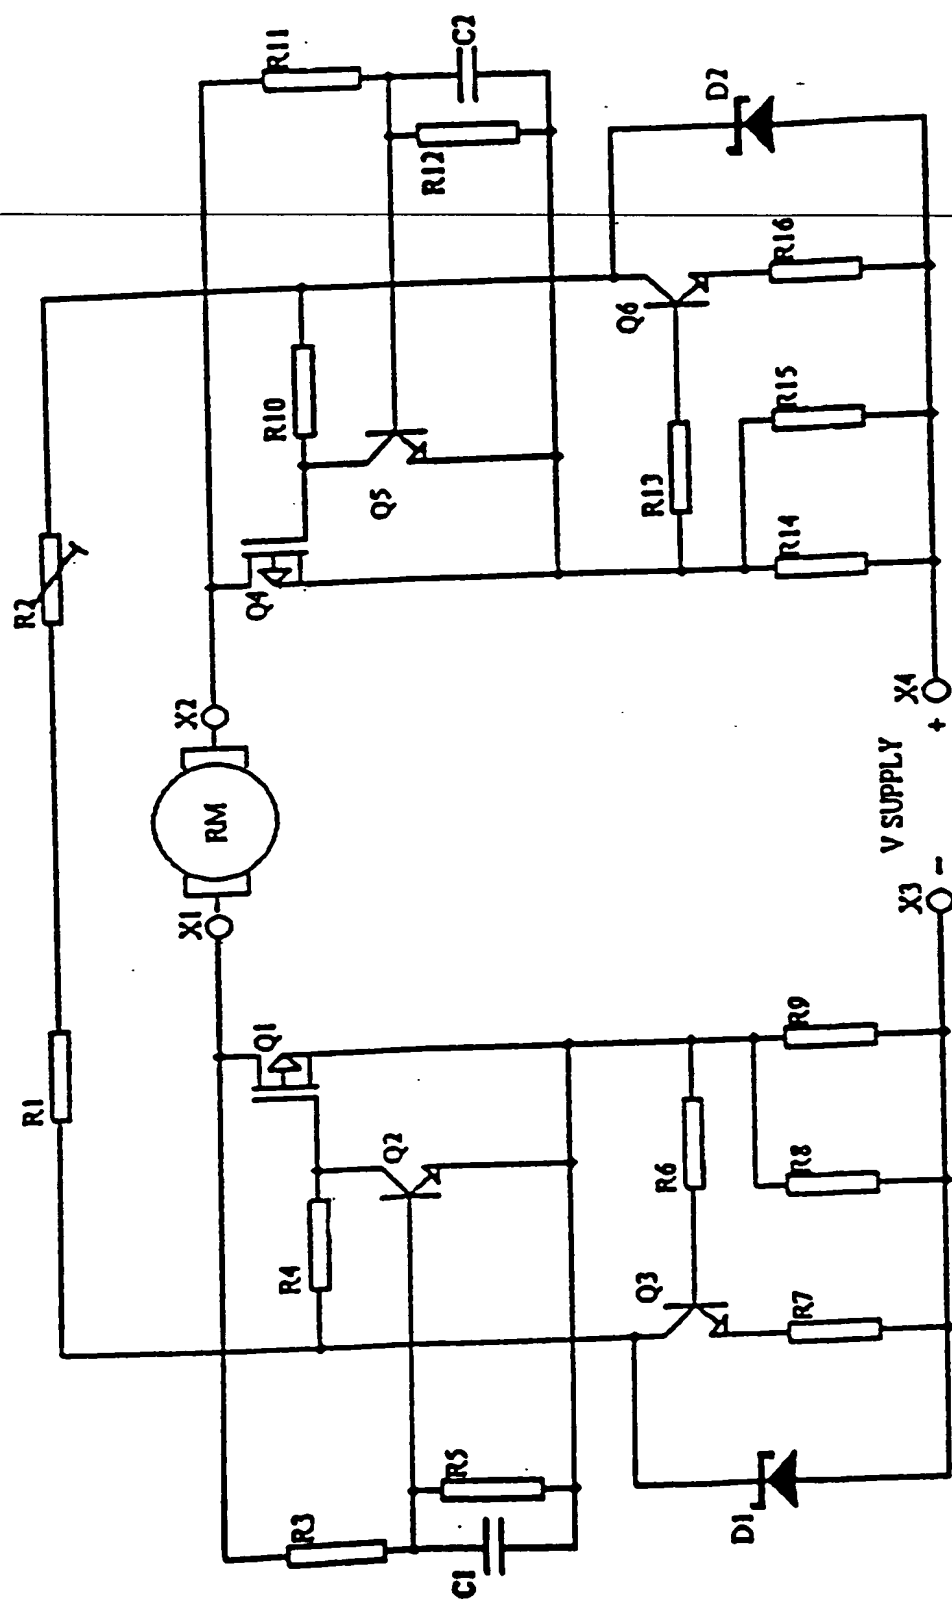 R1
R2
R11
C2
R12
D2
R10
Q5
Q4
R16
Q6
R15
R13
R14
X2
RM
X1
X4
+
V SUPPLY
-
X3
Q1
Q2
R4
R9
R8
R6
R7
Q3
R3
R5
C1
D1